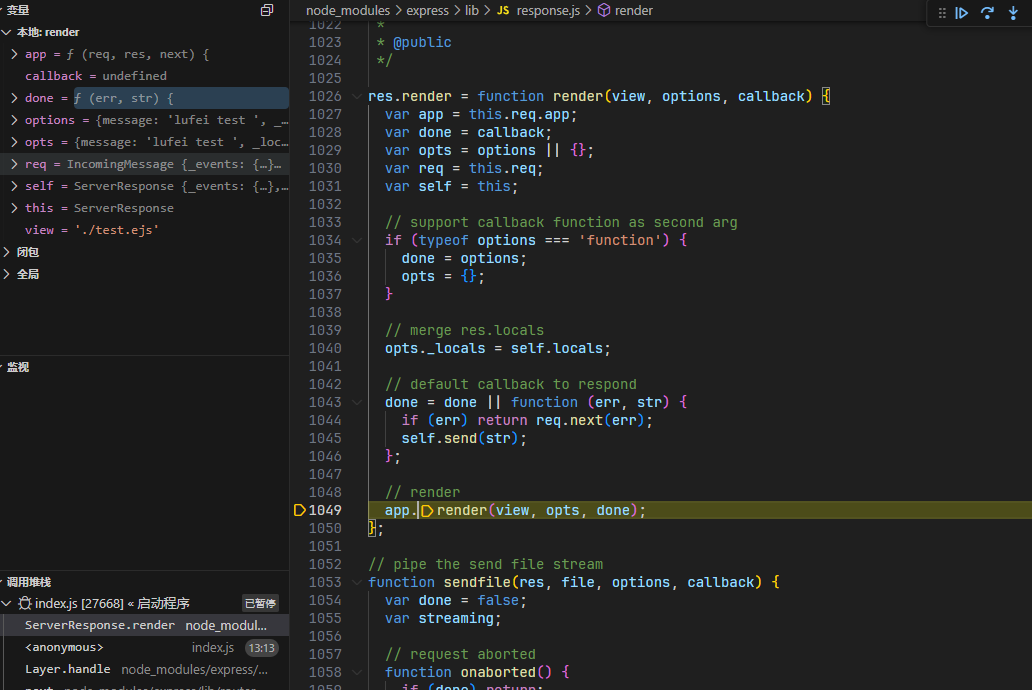 变量
本地: render
app = ƒ (req, res, next) {
callback = undefined
done = ƒ (err, str) {
options = {message: 'lufei test ', _…
opts = {message: 'lufei test ', _loc…
req = IncomingMessage {_events: {…}…
self = ServerResponse {_events: {…},…
this = ServerResponse
view = './test.ejs'
闭包
全局
监视
调用堆栈
index.js [27668] « 启动程序 已暂停
ServerResponse.render node_modul...
<anonymous> index.js 13:13
Layer.handle node_modules/express/...
next node_modules/express/lib/router
node_modules > express > lib > JS response.js > render
1022 *
1023 * @public
1024 */
1025
1026 res.render = function render(view, options, callback) {
1027 var app = this.req.app;
1028 var done = callback;
1029 var opts = options || {};
1030 var req = this.req;
1031 var self = this;
1032
1033 // support callback function as second arg
1034 if (typeof options === 'function') {
1035 done = options;
1036 opts = {};
1037 }
1038
1039 // merge res.locals
1040 opts._locals = self.locals;
1041
1042 // default callback to respond
1043 done = done || function (err, str) {
1044 if (err) return req.next(err);
1045 self.send(str);
1046 };
1047
1048 // render
1049 app.render(view, opts, done);
1050 };
1051
1052 // pipe the send file stream
1053 function sendfile(res, file, options, callback) {
1054 var done = false;
1055 var streaming;
1056
1057 // request aborted
1058 function onaborted() {
1059 if (done) return;